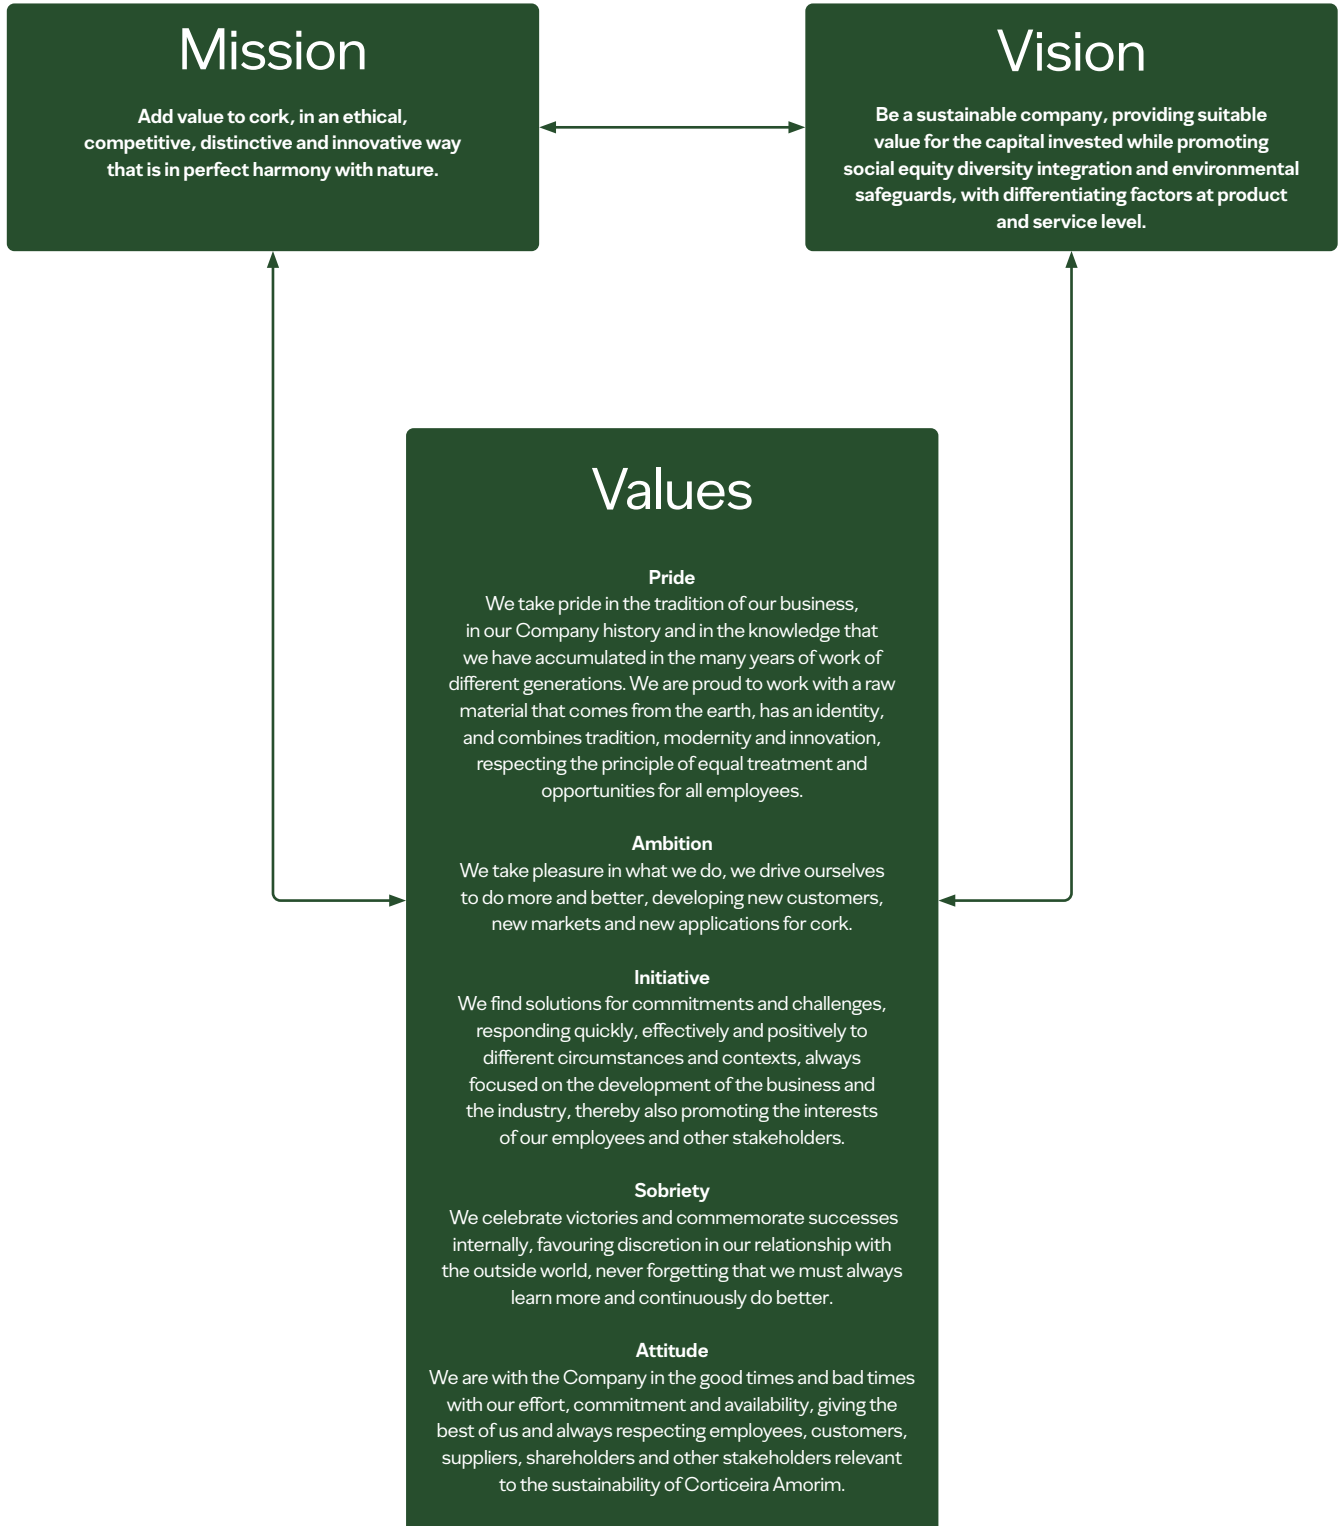 Mission
Add value to cork, in an ethical,
competitive, distinctive and innovative way
that is in perfect harmony with nature.
Vision
Be a sustainable company, providing suitable
value for the capital invested while promoting
social equity diversity integration and environmental
safeguards, with differentiating factors at product
and service level.
Values
Pride
We take pride in the tradition of our business,
in our Company history and in the knowledge that
we have accumulated in the many years of work of
different generations. We are proud to work with a raw
material that comes from the earth, has an identity,
and combines tradition, modernity and innovation,
respecting the principle of equal treatment and
opportunities for all employees.
Ambition
We take pleasure in what we do, we drive ourselves
to do more and better, developing new customers,
new markets and new applications for cork.
Initiative
We find solutions for commitments and challenges,
responding quickly, effectively and positively to
different circumstances and contexts, always
focused on the development of the business and
the industry, thereby also promoting the interests
of our employees and other stakeholders.
Sobriety
We celebrate victories and commemorate successes
internally, favouring discretion in our relationship with
the outside world, never forgetting that we must always
learn more and continuously do better.
Attitude
We are with the Company in the good times and bad times
with our effort, commitment and availability, giving the
best of us and always respecting employees, customers,
suppliers, shareholders and other stakeholders relevant
to the sustainability of Corticeira Amorim.